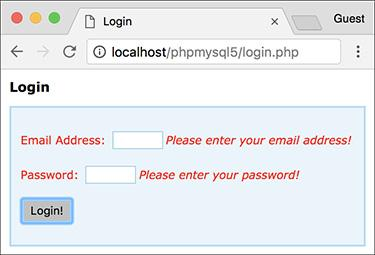 Login
Guest
localhost/phpmysql5/login.php
Login
Email Address: Please enter your email address!
Password: Please enter your password!
Login!